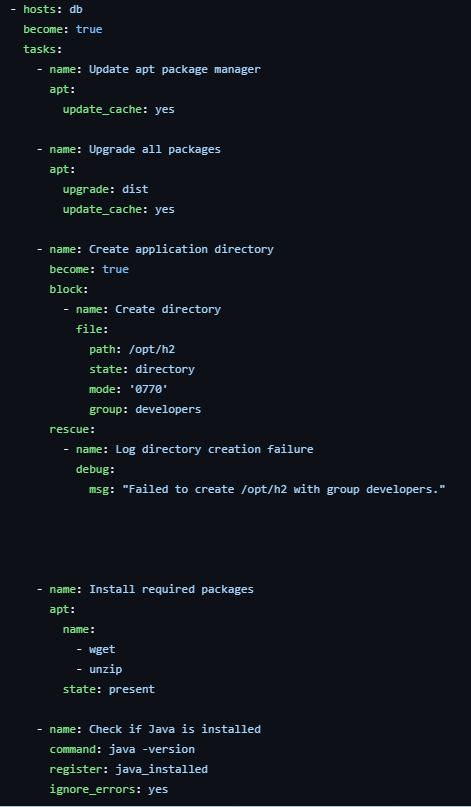 - hosts: db
  become: true
  tasks:
    - name: Update apt package manager
      apt:
        update_cache: yes

    - name: Upgrade all packages
      apt:
        upgrade: dist
        update_cache: yes

    - name: Create application directory
      become: true
      block:
        - name: Create directory
          file:
            path: /opt/h2
            state: directory
            mode: '0770'
            group: developers
      rescue:
        - name: Log directory creation failure
          debug:
            msg: "Failed to create /opt/h2 with group developers."

    - name: Install required packages
      apt:
        name:
          - wget
          - unzip
        state: present

    - name: Check if Java is installed
      command: java -version
      register: java_installed
      ignore_errors: yes